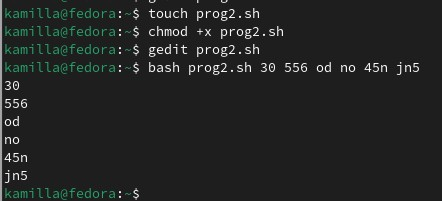 kamilla@fedora:~$ touch prog2.sh
kamilla@fedora:~$ chmod +x prog2.sh
kamilla@fedora:~$ gedit prog2.sh
kamilla@fedora:~$ bash prog2.sh 30 556 od no 45n jn5
30
556
od
no
45n
jn5
kamilla@fedora:~$